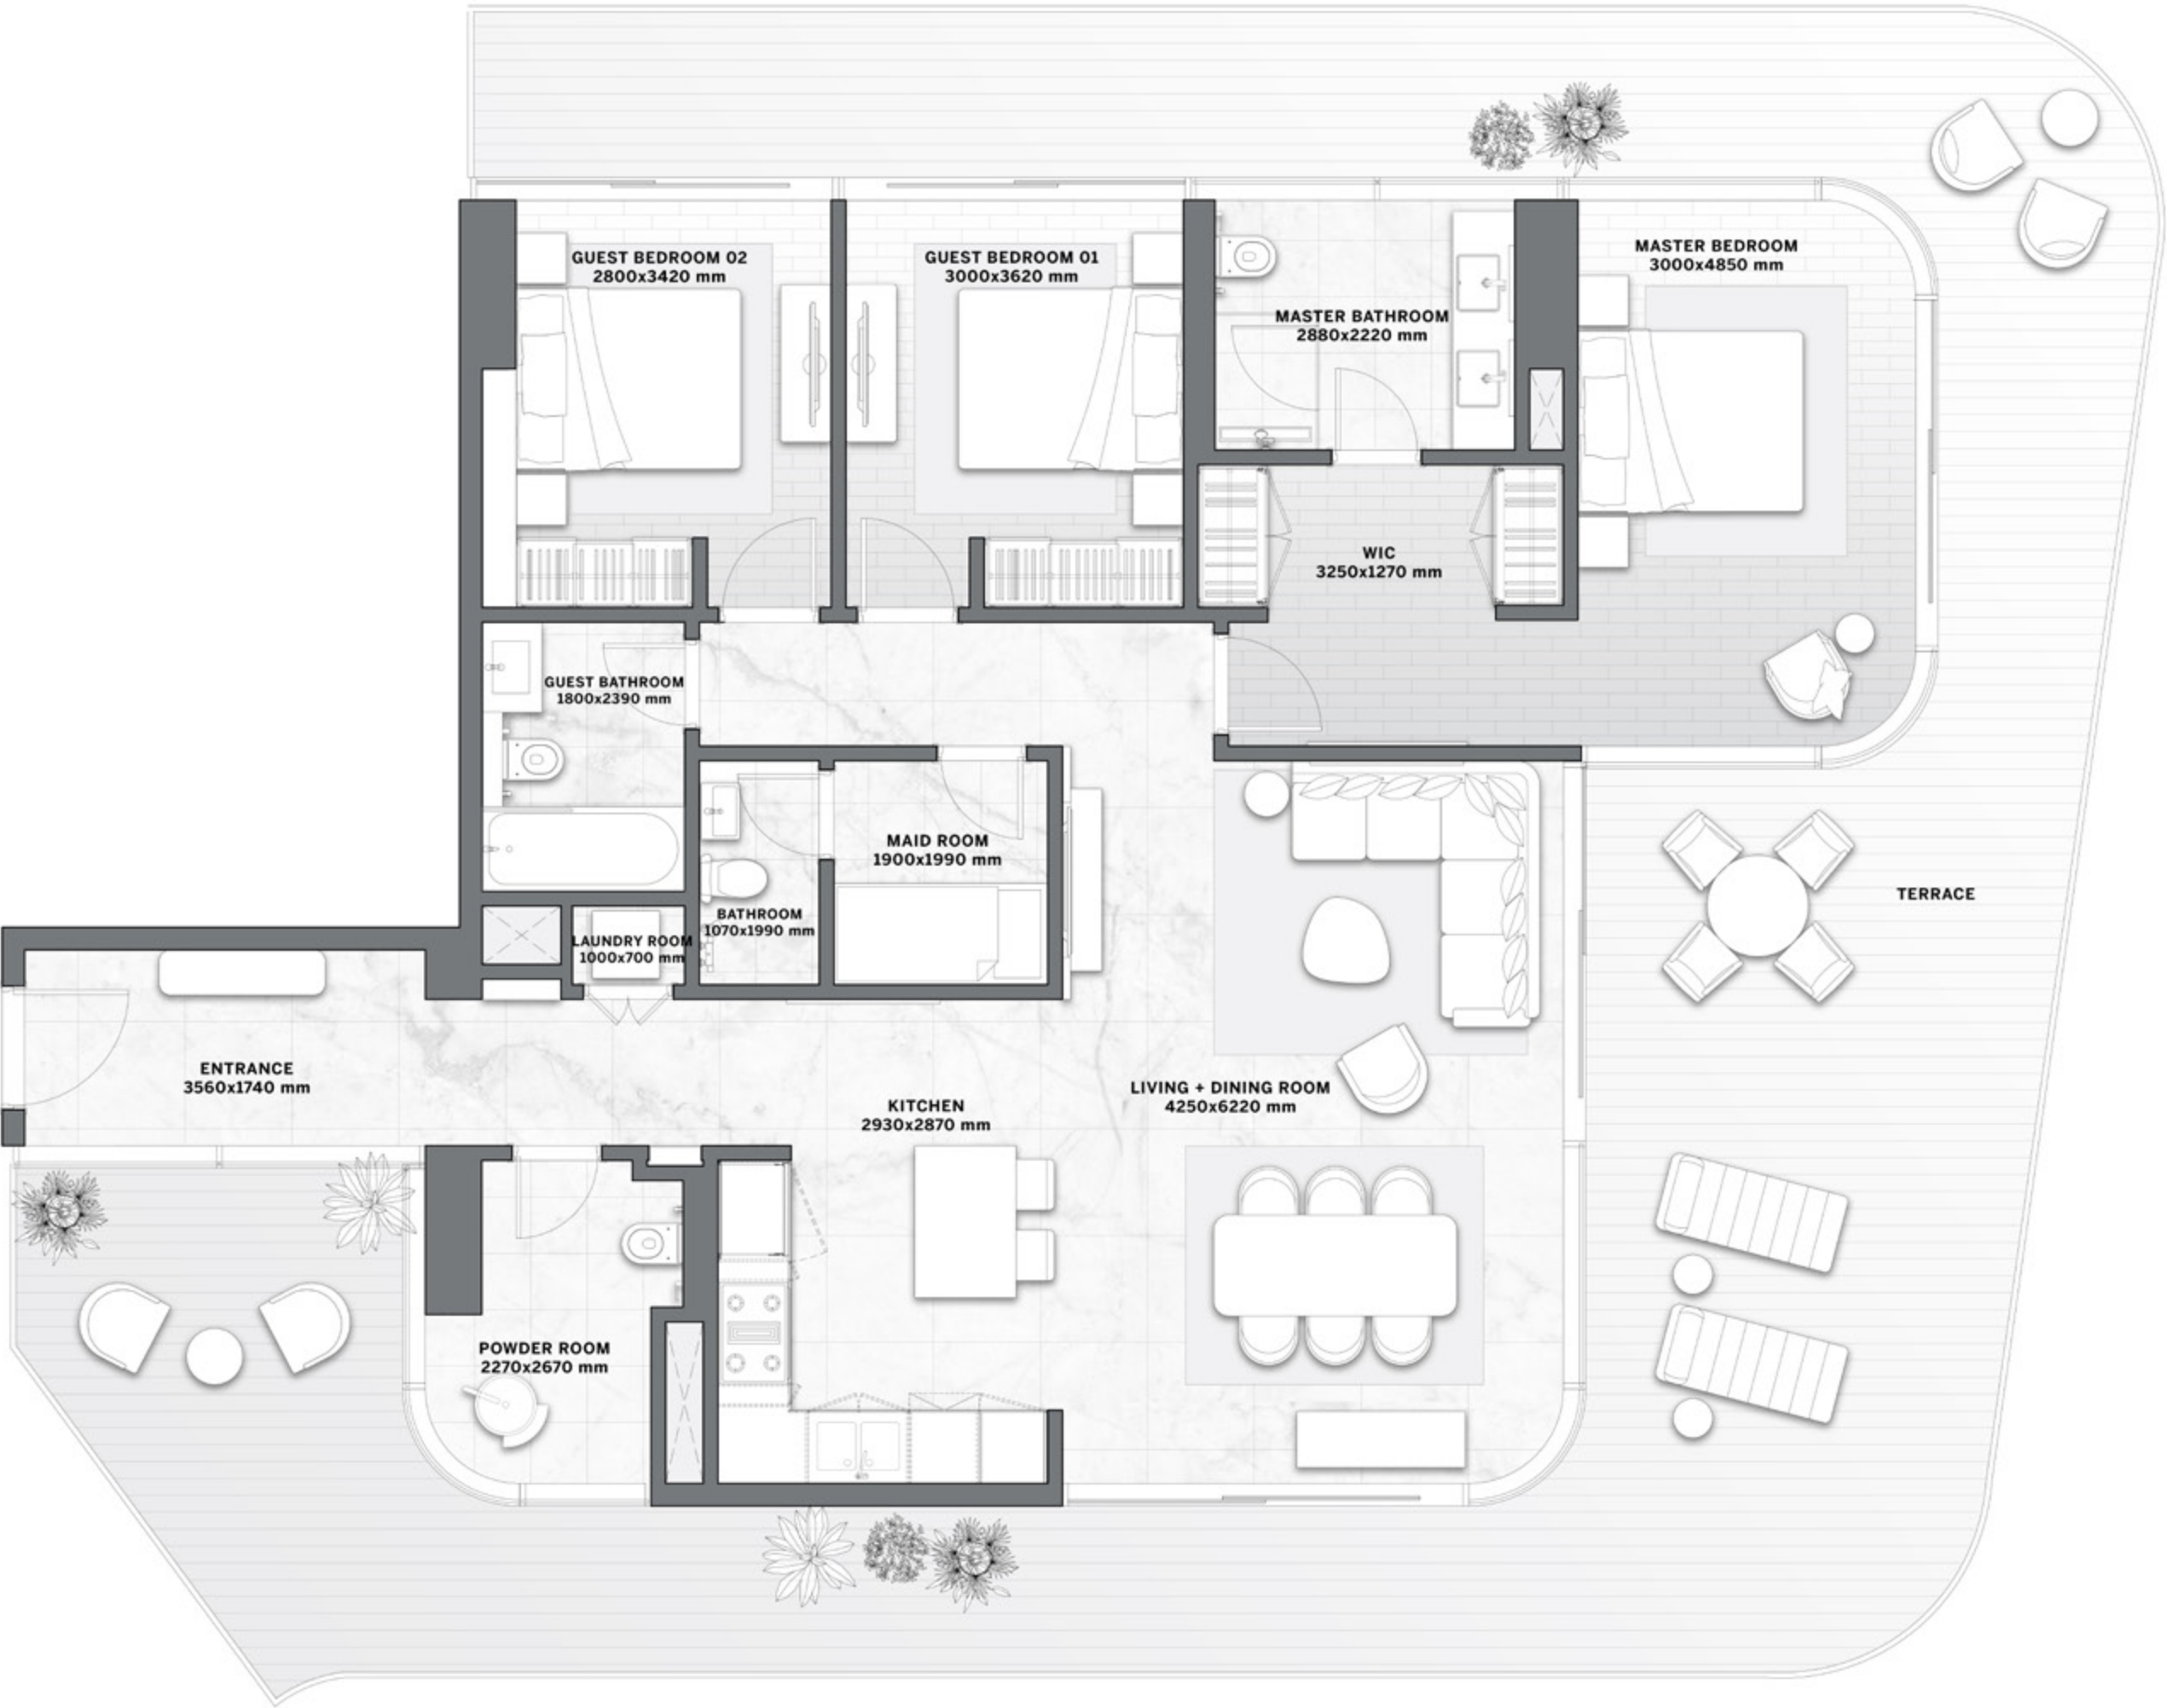 GUEST BEDROOM 02
2800x3420 mm
GUEST BEDROOM 01
3000x3620 mm
MASTER BEDROOM
3000x4850 mm
MASTER BATHROOM
2880x2220 mm
WIC
3250x1270 mm
GUEST BATHROOM
1800x2390 mm
MAID ROOM
1900x1990 mm
BATHROOM
1070x1990 mm
LAUNDRY ROOM
1000x700 mm
TERRACE
ENTRANCE
3560x1740 mm
KITCHEN
2930x2870 mm
LIVING + DINING ROOM
4250x6220 mm
POWDER ROOM
2270x2670 mm